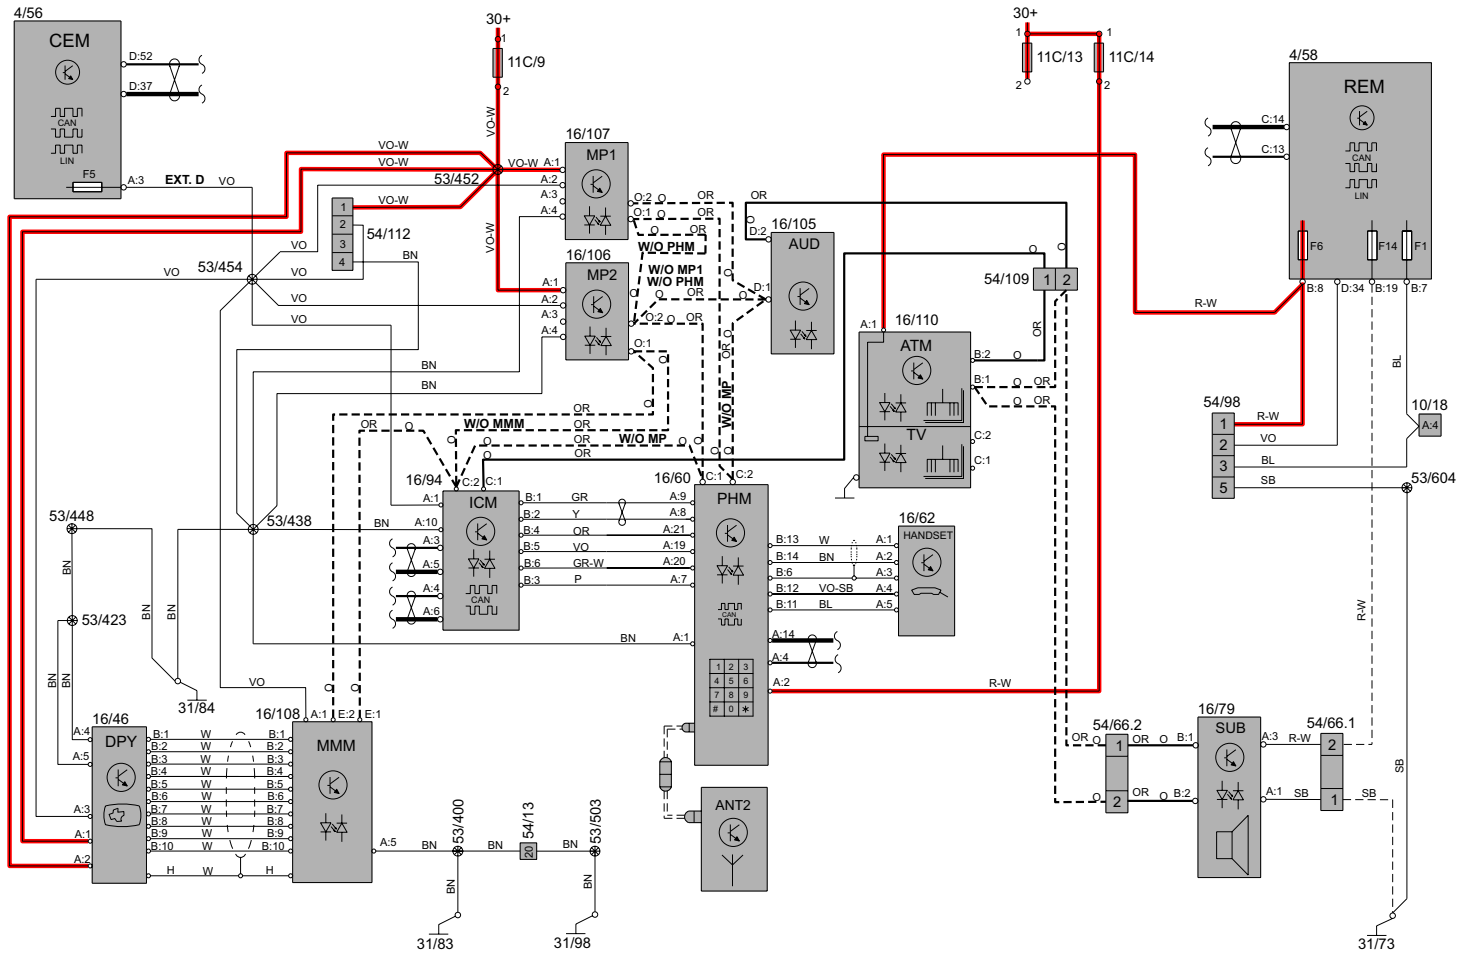 4/56
CEM
D:52
D:37
CAN
LIN
F5
A:3
EXT. D
VO
30+
1
11C/9
2
VO-W
VO-W
VO-W
VO-W
53/452
VO-W
VO-W
16/107
MP1
A:1
A:2
A:3
A:4
O:2 O OR
O:1 O OR
OR
W/O PHM
1
2
3
4
54/112
BN
53/454
VO
VO
VO
VO
VO
16/106
MP2
A:1
A:2
A:3
A:4
O
O:2 O OR
O:1
O
W/O MP1
W/O PHM
O OR
O
O
OR
D:2
16/105
AUD
D:1
30+
1
1
11C/13
11C/14
2
2
4/58
REM
C:14
C:13
CAN
LIN
F6
F14
F1
B:8
D:34
B:19
B:7
R-W
O
O
54/109
1 2
OR
16/110
A:1
ATM
TV
B:2 O
B:1 O OR
O OR
C:2
C:1
BL
54/98
1
2
3
5
R-W
VO
BL
SB
10/18
A:4
53/604
BN
BN
O
OR
OR O
W/O MMM
O
OR
O
OR
W/O MP
O
O
OR O
W/O MP
O O
16/94
C:2 C:1
ICM
CAN
A:1
A:10
A:3
A:5
A:4
A:6
BN
53/438
53/448
BN
53/423
BN
BN
BN
BN
31/84
B:1 GR A:9
B:2 Y A:8
B:4 OR A:21
B:5 VO A:19
B:6 GR-W A:20
B:3 P A:7
BN A:1
16/60
C:1 C:2
PHM
CAN
1 2 3
4 5 6
7 8 9
# 0 *
16/62
HANDSET
B:13 W A:1
B:14 BN A:2
B:6 A:3
B:12 VO-SB A:4
B:11 BL A:5
A:14
A:4
A:2
R-W
R-W
VO
O
O
16/46
DPY
A:4
A:5
A:3
A:1
A:2
B:1 W B:1
B:2 W B:2
B:3 W B:3
B:4 W B:4
B:5 W B:5
B:6 W B:6
B:7 W B:7
B:8 W B:8
B:9 W B:9
B:10 W B:10
H W H
16/108
A:1 E:2 E:1
MMM
A:5
BN
53/400
BN
54/13
20
BN
53/503
BN
BN
31/83
31/98
ANT2
54/66.2
1
2
OR O
O
OR O B:1
OR O B:2
16/79
SUB
A:3 R-W
A:1 SB
54/66.1
2
1
SB
SB
31/73